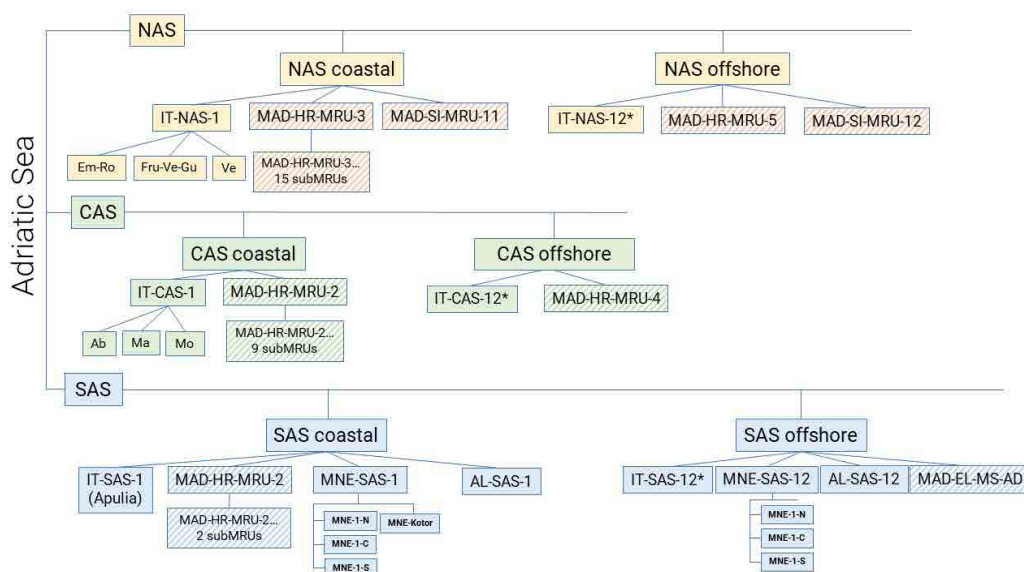 Adriatic Sea
NAS
NAS coastal
NAS offshore
IT-NAS-1
MAD-HR-MRU-3
MAD-SI-MRU-11
IT-NAS-12*
MAD-HR-MRU-5
MAD-SI-MRU-12
Em-Ro
Fru-Ve-Gu
Ve
MAD-HR-MRU-3...
15 subMRUs
CAS
CAS coastal
CAS offshore
IT-CAS-1
MAD-HR-MRU-2
IT-CAS-12*
MAD-HR-MRU-4
Ab
Ma
Mo
MAD-HR-MRU-2...
9 subMRUs
SAS
SAS coastal
SAS offshore
IT-SAS-1
(Apulia)
MAD-HR-MRU-2
MNE-SAS-1
AL-SAS-1
IT-SAS-12*
MNE-SAS-12
AL-SAS-12
MAD-EL-MS-AD
MAD-HR-MRU-2...
2 subMRUs
MNE-1-N
MNE-Kotor
MNE-1-C
MNE-1-S
MNE-1-N
MNE-1-C
MNE-1-S